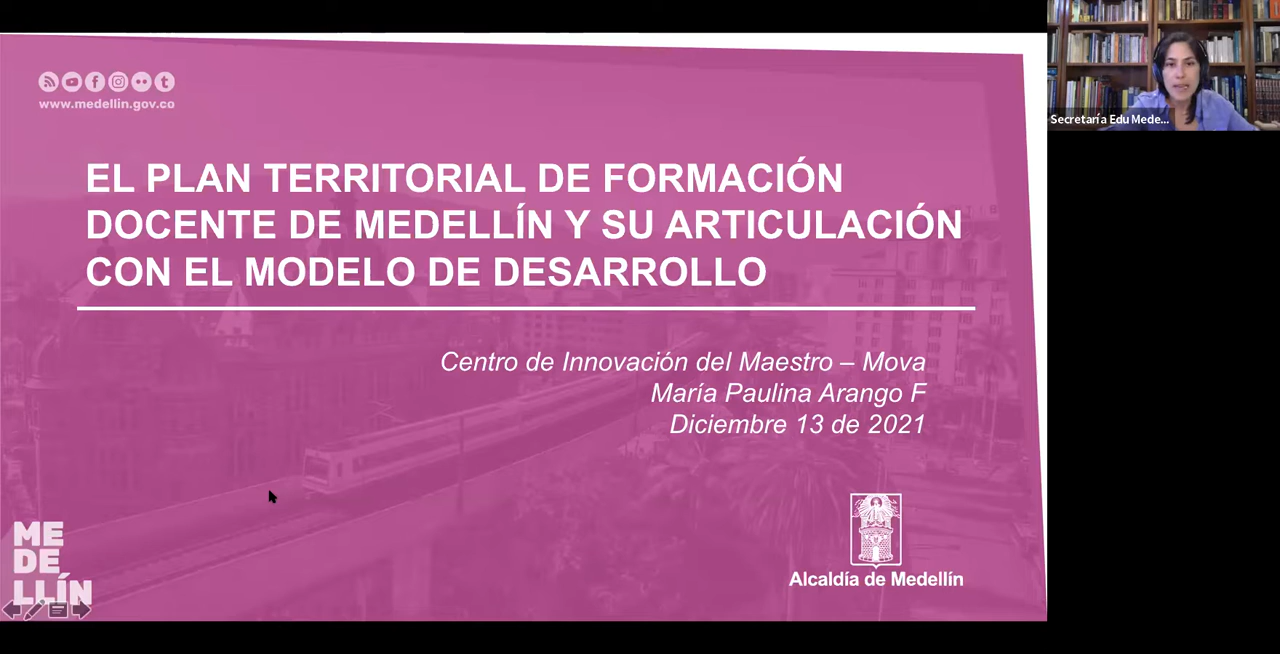 www.medellin.gov.co
EL PLAN TERRITORIAL DE FORMACIÓN
DOCENTE DE MEDELLÍN Y SU ARTICULACIÓN
CON EL MODELO DE DESARROLLO
Centro de Innovación del Maestro – Mova
María Paulina Arango F
Diciembre 13 de 2021
ME
DE
LLÍN
Alcaldía de Medellín
Secretaría Edu Mede...